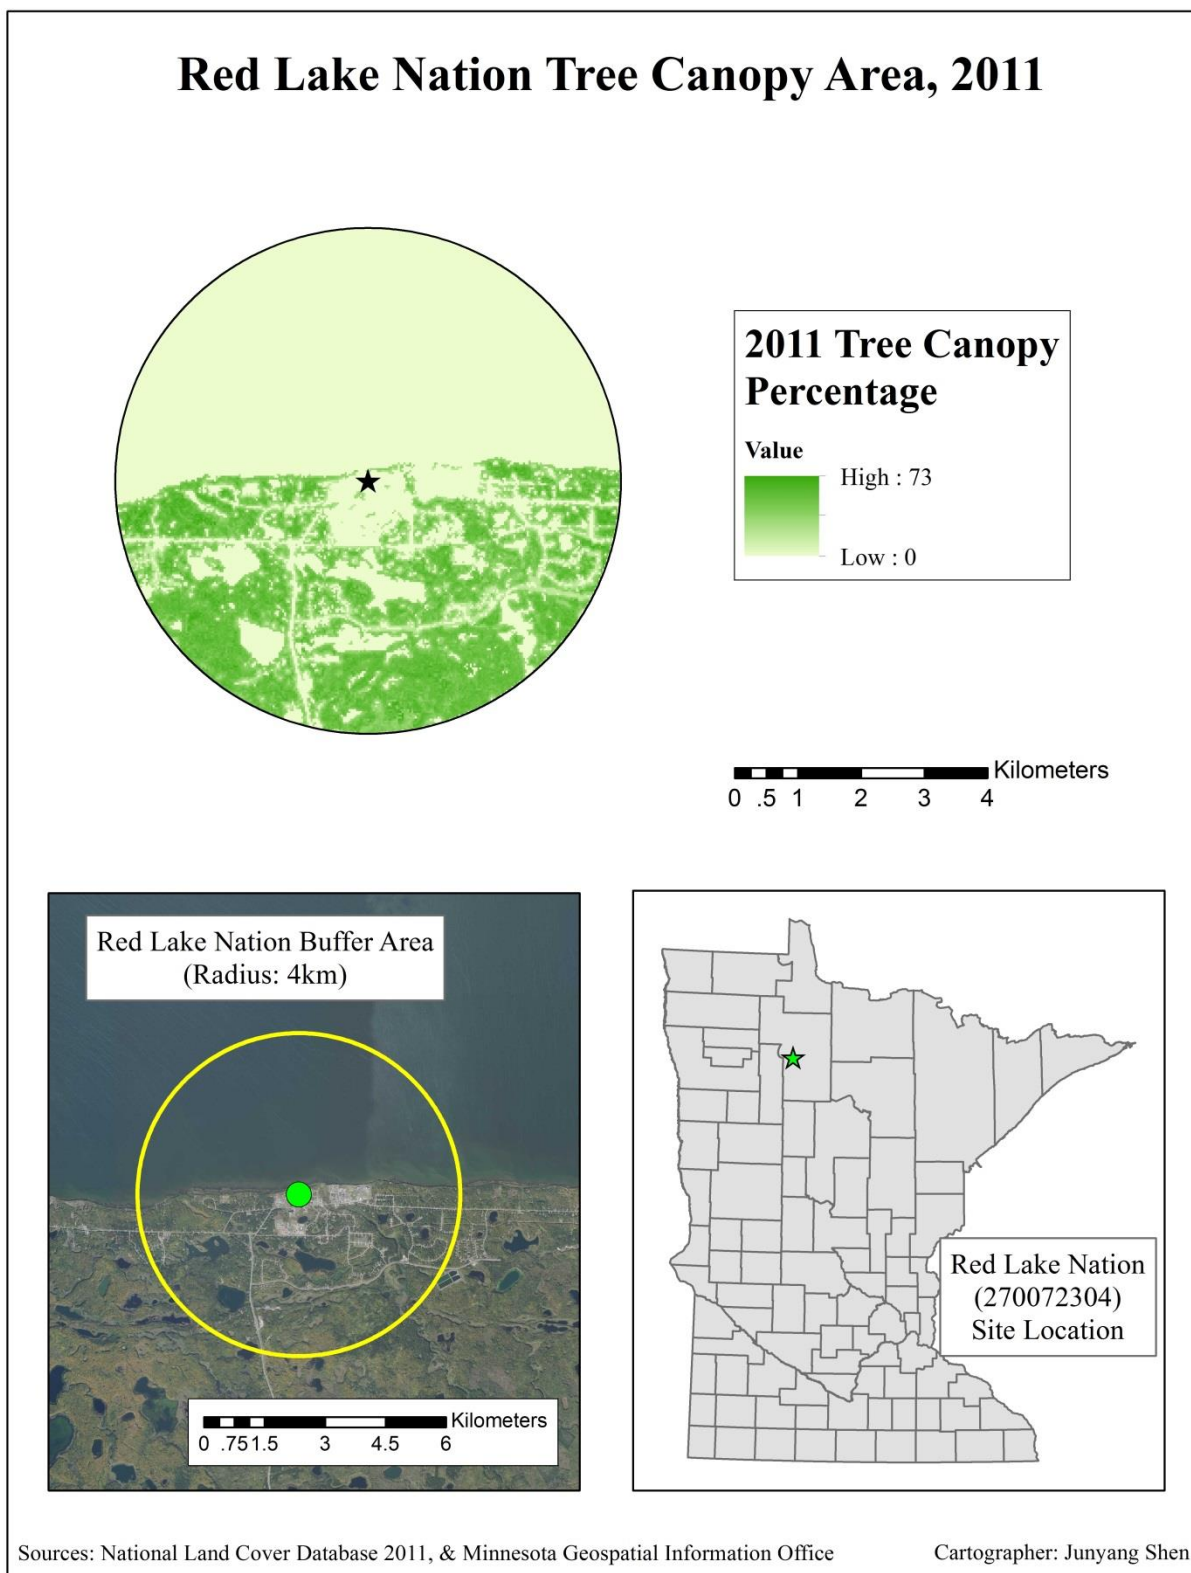 Red Lake Nation Tree Canopy Area, 2011
2011 Tree Canopy
Percentage
Value
High : 73
Low : 0
Kilometers
0 .5 1 2 3 4
Red Lake Nation Buffer Area
(Radius: 4km)
Kilometers
0 .75 1.5 3 4.5 6
Red Lake Nation
(270072304)
Site Location
Sources: National Land Cover Database 2011, & Minnesota Geospatial Information Office
Cartographer: Junyang Shen